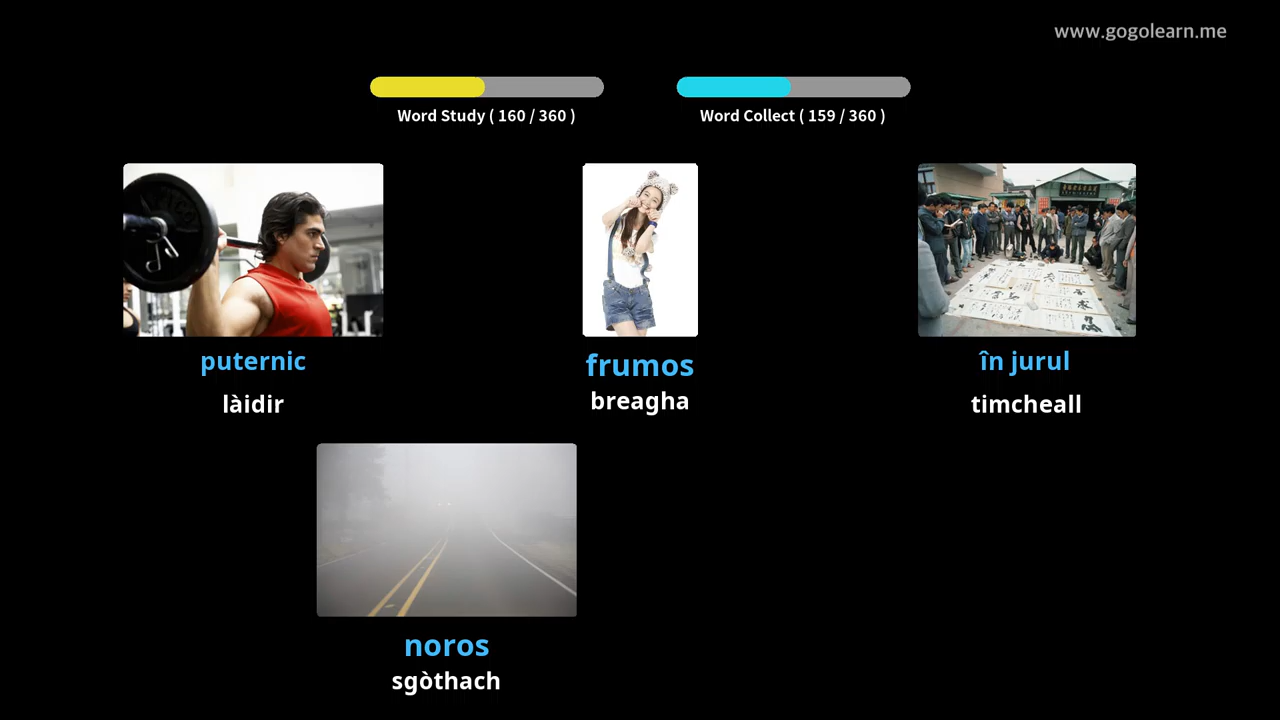 www.gogolearn.me
Word Study ( 160 / 360 )
Word Collect ( 159 / 360 )
puternic
làidir
frumos
breagha
în jurul
timcheall
noros
sgòthach